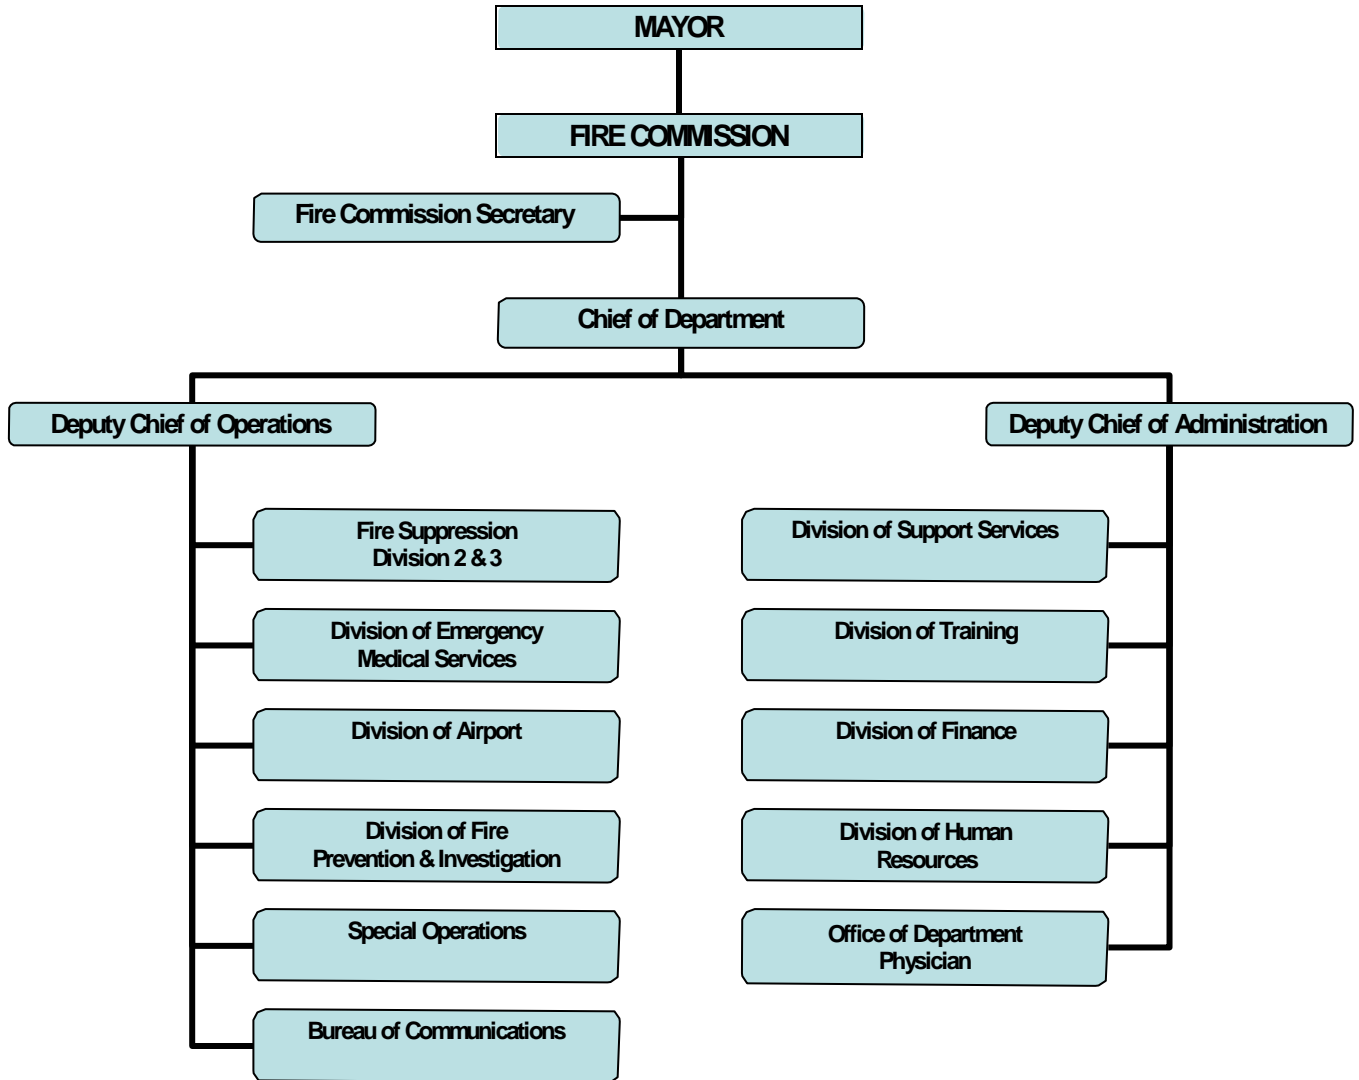 MAYOR
FIRE COMMISSION
Fire Commission Secretary
Chief of Department
Deputy Chief of Operations
Deputy Chief of Administration
Fire Suppression
Division 2 & 3
Division of Emergency
Medical Services
Division of Airport
Division of Fire
Prevention & Investigation
Special Operations
Bureau of Communications
Division of Support Services
Division of Training
Division of Finance
Division of Human
Resources
Office of Department
Physician